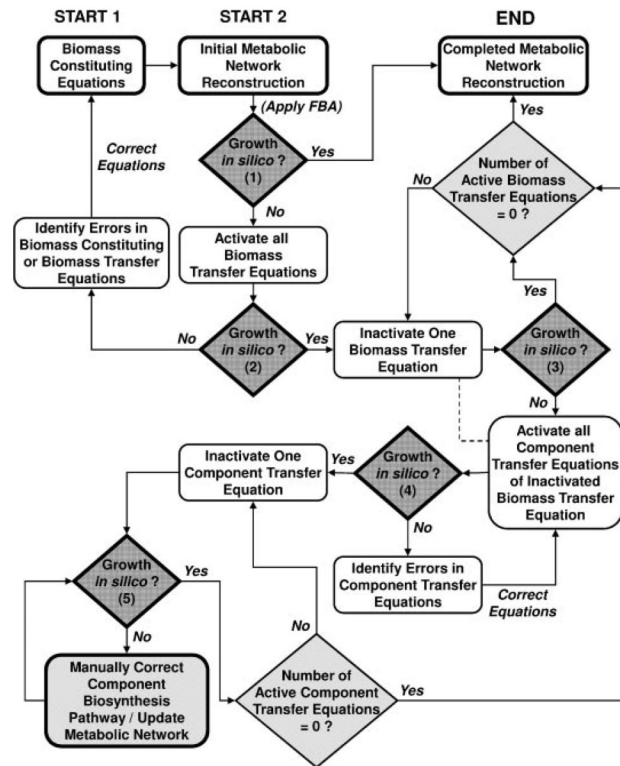 START 1
START 2
END
Biomass
Constituting
Equations
Initial Metabolic
Network
Reconstruction
Completed Metabolic
Network
Reconstruction
(Apply FBA)
Growth
in silico ?
(1)
Yes
No
Correct
Equations
Yes
Number of
Active Biomass
Transfer Equations
= 0 ?
No
Identify Errors in
Biomass Constituting
or Biomass Transfer
Equations
Activate all
Biomass
Transfer Equations
Growth
in silico ?
(2)
No
Yes
Inactivate One
Biomass Transfer
Equation
Yes
Growth
in silico ?
(3)
No
Activate all
Component
Transfer Equations
of Inactivated
Biomass Transfer
Equation
Inactivate One
Component Transfer
Equation
Yes
Growth
in silico ?
(4)
No
Identify Errors in
Component Transfer
Equations
Correct
Equations
Growth
in silico ?
(5)
Yes
No
Manually Correct
Component
Biosynthesis
Pathway / Update
Metabolic Network
No
Number of
Active Component
Transfer Equations
= 0 ?
Yes